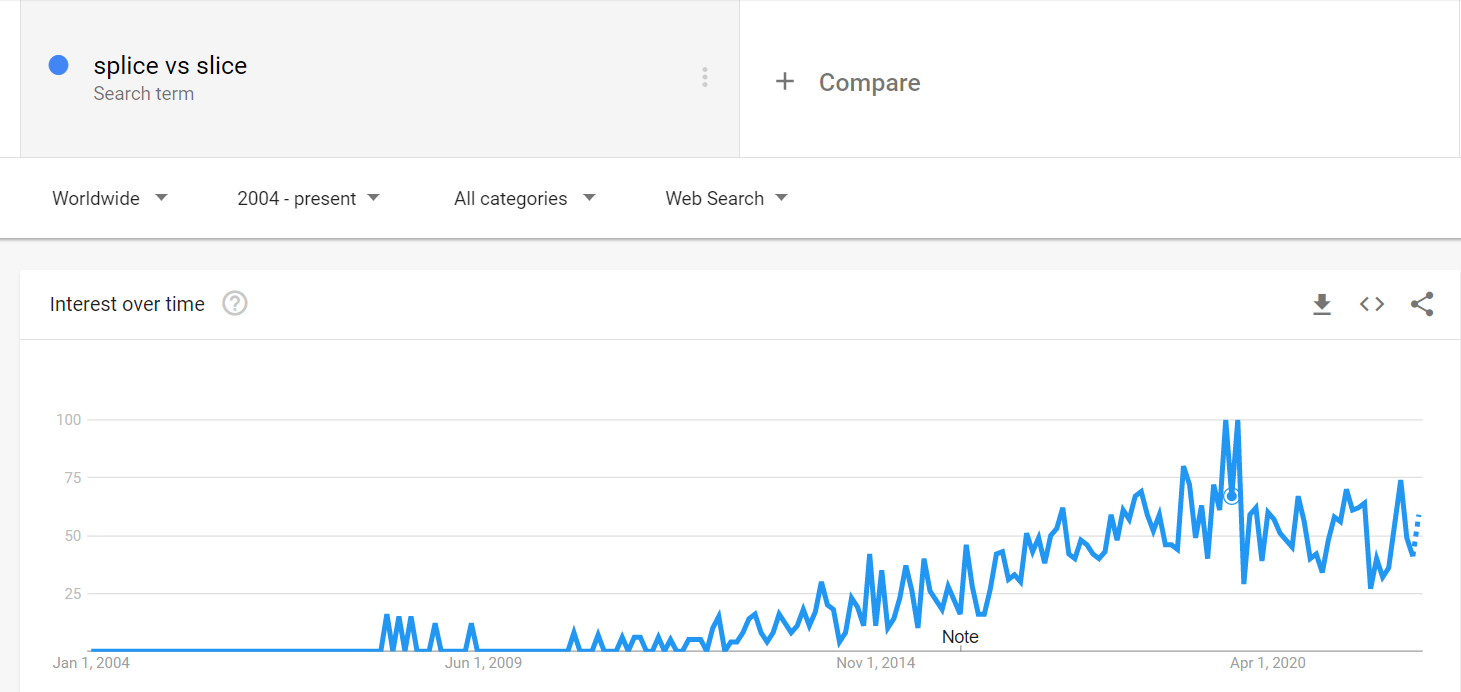 splice vs slice
Search term
+ Compare
Worldwide 2004 - present All categories Web Search
Interest over time ?
100
75
50
25
Note
Jan 1, 2004 Jun 1, 2009 Nov 1, 2014 Apr 1, 2020